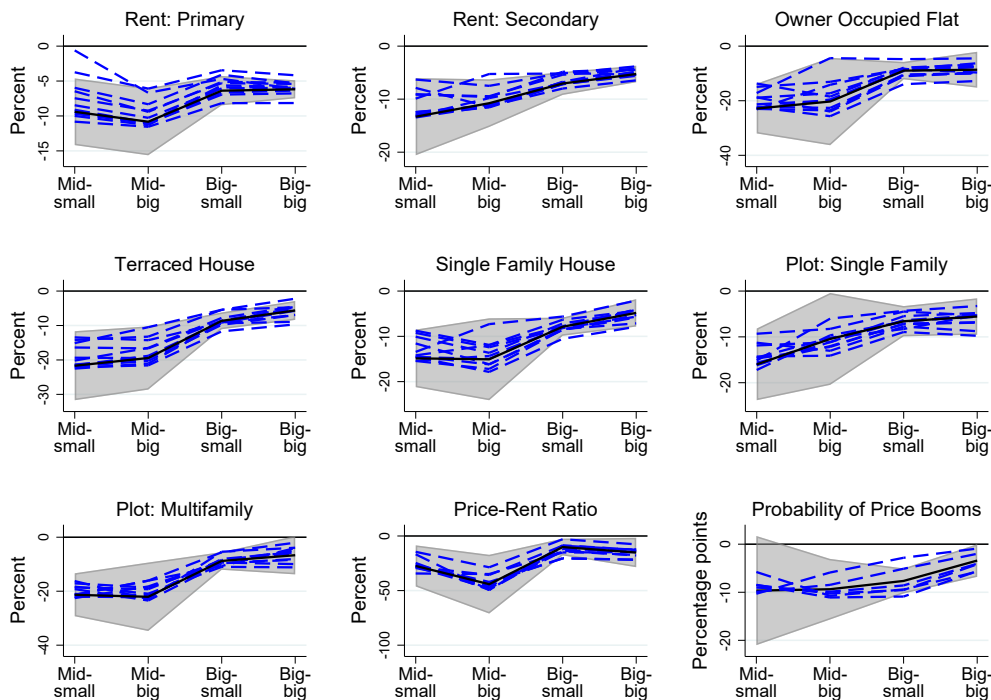 Rent: Primary
Percent
0
-5
-10
-15
Mid-
small
Mid-
big
Big-
small
Big-
big
Rent: Secondary
Percent
0
-10
-20
Mid-
small
Mid-
big
Big-
small
Big-
big
Owner Occupied Flat
Percent
0
-20
-40
Mid-
small
Mid-
big
Big-
small
Big-
big
Terraced House
Percent
0
-10
-20
-30
Mid-
small
Mid-
big
Big-
small
Big-
big
Single Family House
Percent
0
-10
-20
Mid-
small
Mid-
big
Big-
small
Big-
big
Plot: Single Family
Percent
0
-10
-20
Mid-
small
Mid-
big
Big-
small
Big-
big
Plot: Multifamily
Percent
0
-20
-40
Mid-
small
Mid-
big
Big-
small
Big-
big
Price-Rent Ratio
Percent
0
-50
-100
Mid-
small
Mid-
big
Big-
small
Big-
big
Probability of Price Booms
Percentage points
0
-10
-20
Mid-
small
Mid-
big
Big-
small
Big-
big